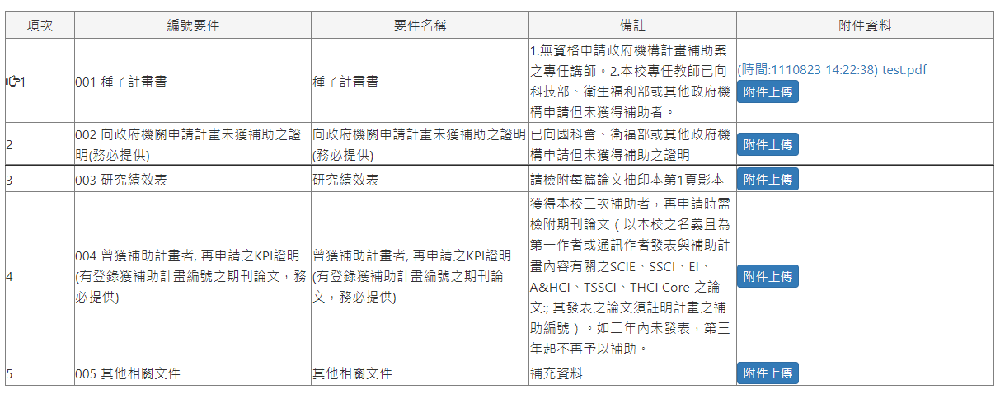 項次 編號要件 要件名稱 備註 附件資料
1 001 種子計畫書 種子計畫書
1.無資格申請政府機構計畫補助案
之專任講師。2.本校專任教師已向
科技部、衛生福利部或其他政府機
構申請但未獲得補助者。
(時間:1110823 14:22:38) test.pdf
附件上傳
2
002 向政府機關申請計畫未獲補助之證
明(務必提供)
向政府機關申請計畫未獲補助之證明
(務必提供)
已向國科會、衛福部或其他政府機
構申請但未獲得補助之證明
附件上傳
3 003 研究績效表 研究績效表 請檢附每篇論文抽印本第1頁影本 附件上傳
4
004 曾獲補助計畫者, 再申請之KPI證明
(有登錄獲補助計畫編號之期刊論文，務
必提供)
曾獲補助計畫者, 再申請之KPI證明
(有登錄獲補助計畫編號之期刊論
文，務必提供)
獲得本校二次補助者，再申請時需
檢附期刊論文（以本校之名義且為
第一作者或通訊作者發表與補助計
畫內容有關之SCIE、SSCI、EI、
A&HCI、TSSCI、THCI Core 之論
文:; 其發表之論文須註明計畫之補
助編號）。如二年內未發表，第三
年起不再予以補助。
附件上傳
5 005 其他相關文件 其他相關文件 補充資料 附件上傳